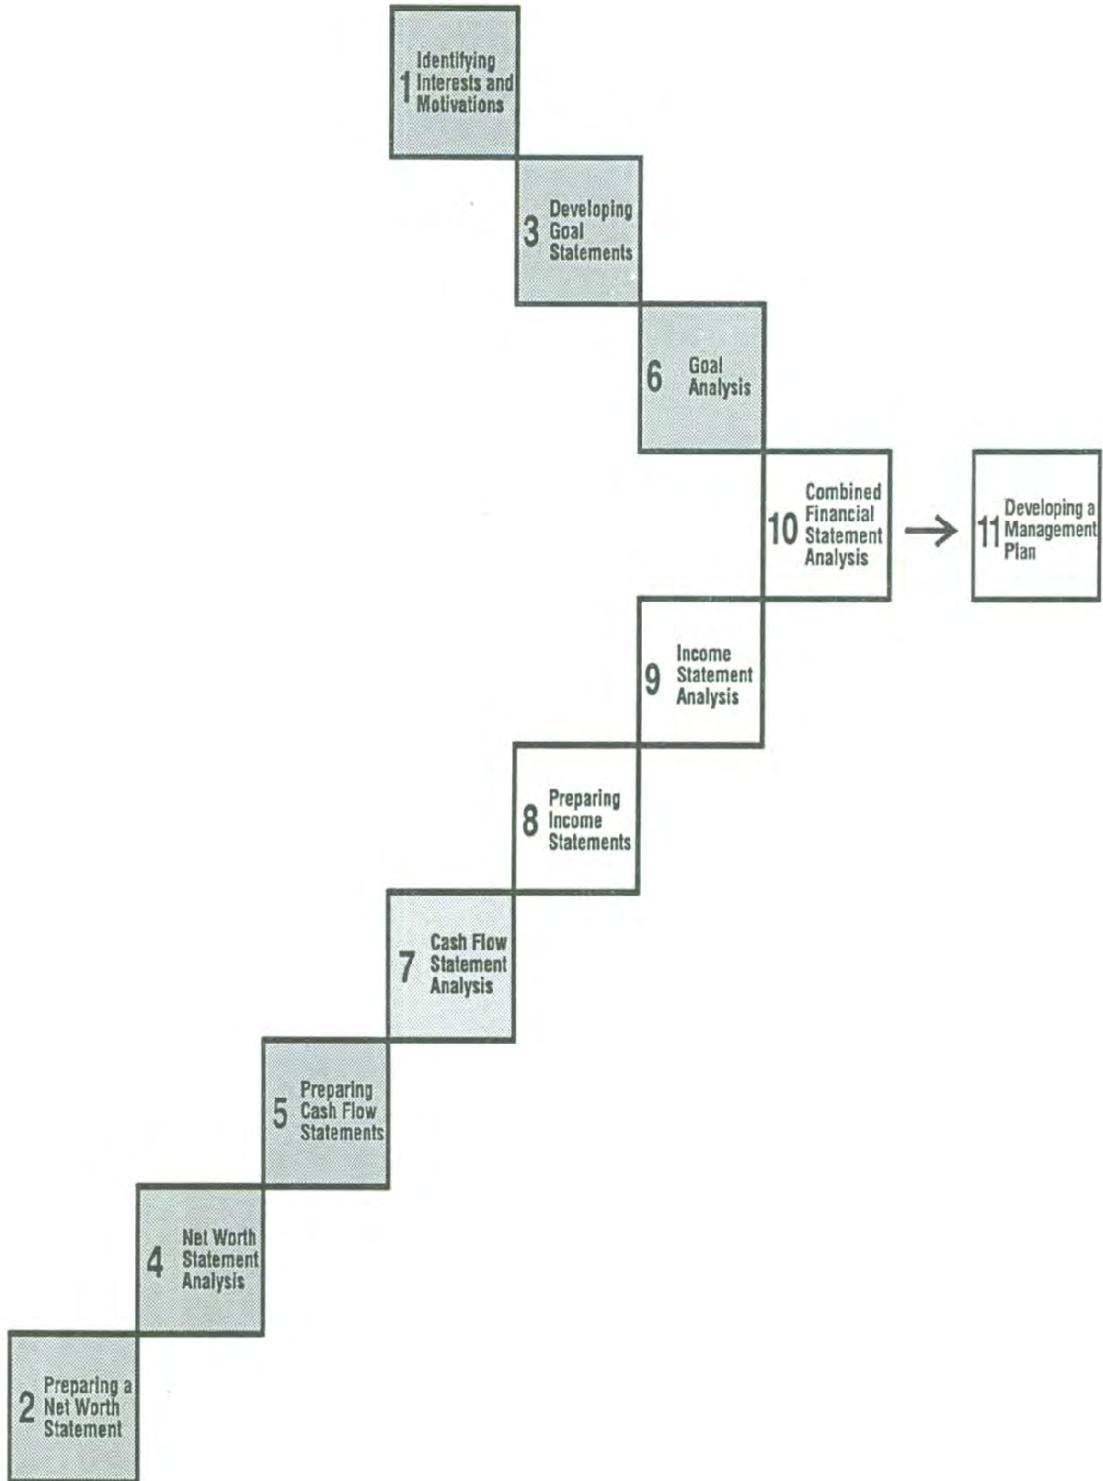 1 Identifying
Interests and
Motivations
3 Developing
Goal
Statements
6 Goal
Analysis
10 Combined
Financial
Statement
Analysis
11 Developing a
Management
Plan
9 Income
Statement
Analysis
8 Preparing
Income
Statements
7 Cash Flow
Statement
Analysis
5 Preparing
Cash Flow
Statements
4 Net Worth
Statement
Analysis
2 Preparing a
Net Worth
Statement